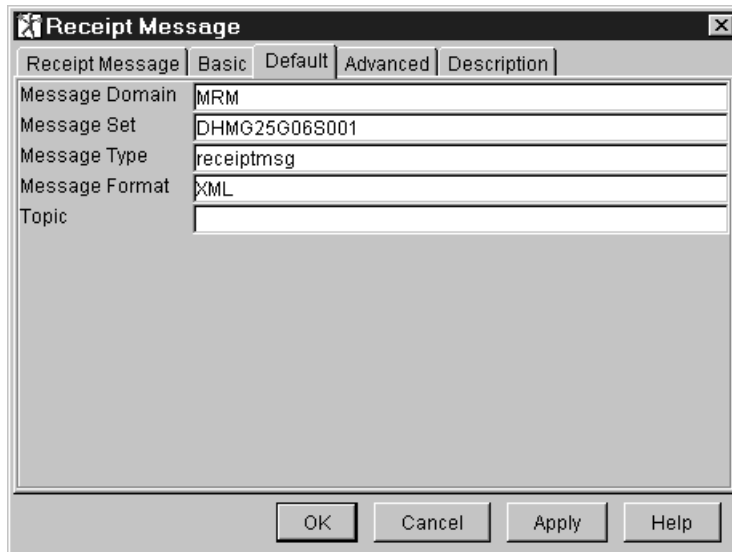 Receipt Message
Receipt Message Basic Default Advanced Description
Message Domain MRM
Message Set DHMG25G06S001
Message Type receiptmsg
Message Format XML
Topic
OK Cancel Apply Help